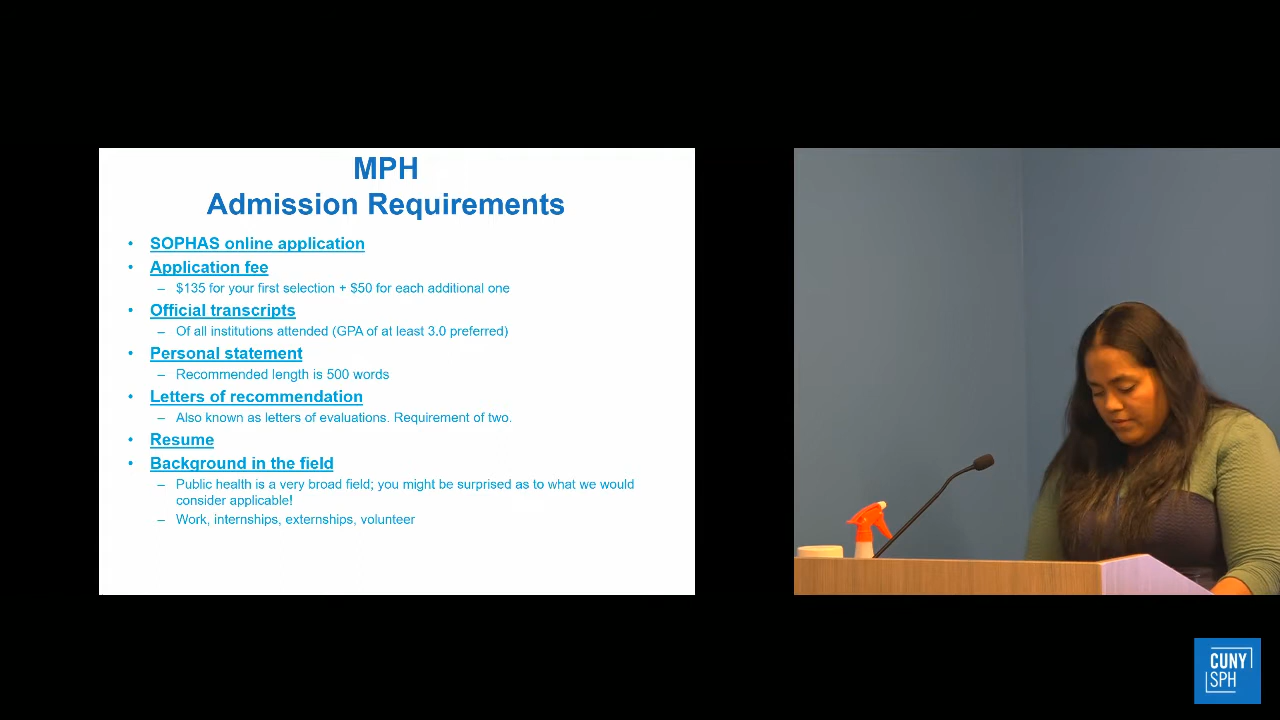 MPH
Admission Requirements
• SOPHAS online application
• Application fee
– $135 for your first selection + $50 for each additional one
• Official transcripts
– Of all institutions attended (GPA of at least 3.0 preferred)
• Personal statement
– Recommended length is 500 words
• Letters of recommendation
– Also known as letters of evaluations. Requirement of two.
• Resume
• Background in the field
– Public health is a very broad field; you might be surprised as to what we would
consider applicable!
– Work, internships, externships, volunteer
CUNY
SPH